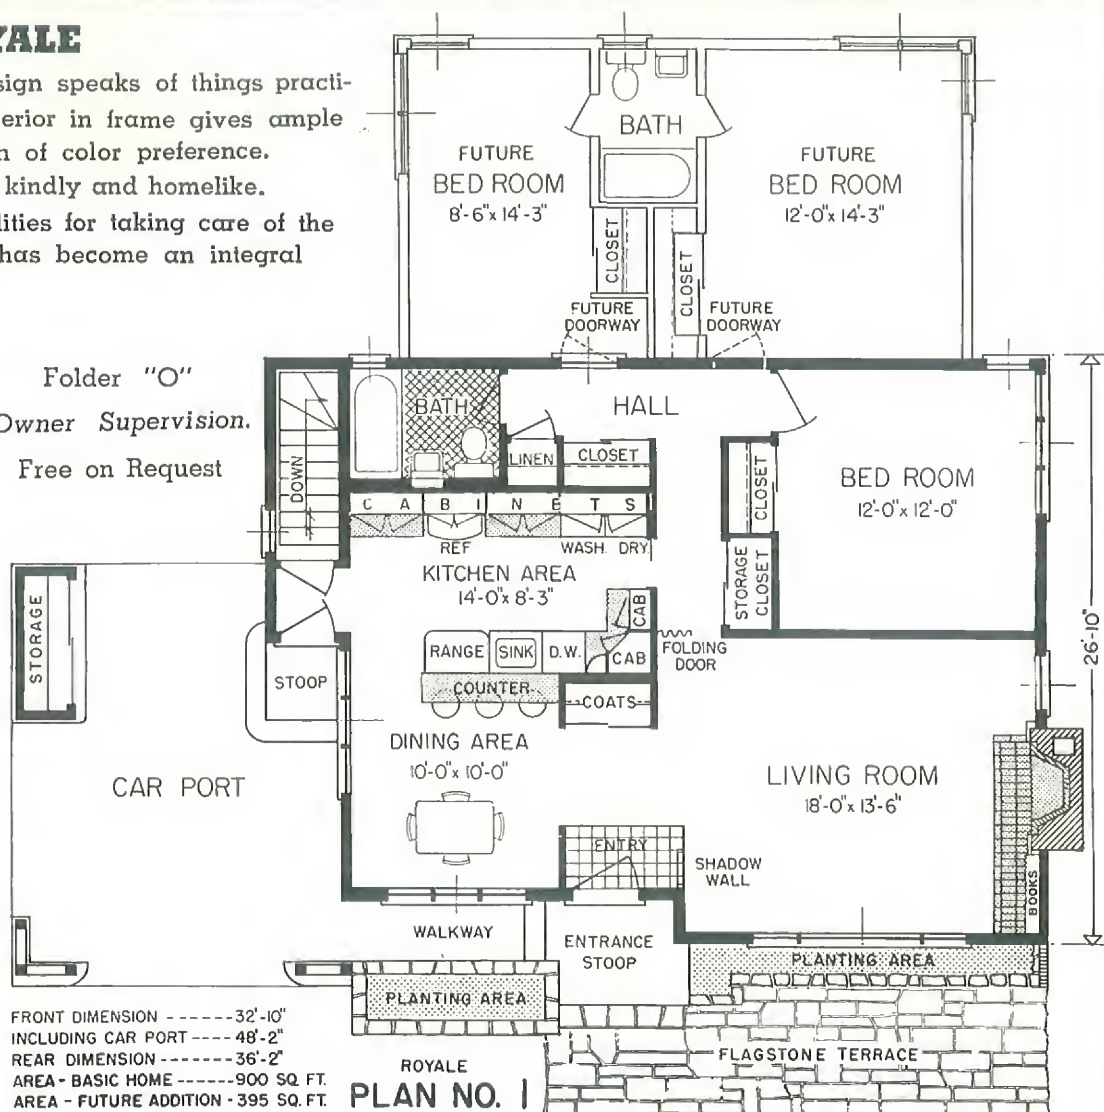 YALE
sign speaks of things practi-
erior in frame gives ample
n of color preference.
kindly and homelike.
lities for taking care of the
has become an integral
Folder "O"
Owner Supervision.
Free on Request
FUTURE
BED ROOM
8'-6"x 14'-3"
BATH
FUTURE
BED ROOM
12'-0"x 14'-3"
CLOSET
CLOSET
FUTURE
DOORWAY
FUTURE
DOORWAY
DOWN
BATH
HALL
LINEN
CLOSET
BED ROOM
12'-0"x 12'-0"
CLOSET
STORAGE
CLOSET
C A B I N E T S
REF
WASH. DRY.
KITCHEN AREA
14'-0"x 8'-3"
CAB
RANGE
SINK
D.W.
CAB
FOLDING
DOOR
COUNTER
COATS
26'-10"
STORAGE
STOOP
CAR PORT
DINING AREA
10'-0"x 10'-0"
LIVING ROOM
18'-0"x 13'-6"
ENTRY
SHADOW
WALL
BOOKS
WALKWAY
ENTRANCE
STOOP
PLANTING AREA
PLANTING AREA
FLAGSTONE TERRACE
FRONT DIMENSION ------32'-10"
INCLUDING CAR PORT ----48'-2"
REAR DIMENSION -------36'-2"
AREA - BASIC HOME ------900 SQ. FT.
AREA - FUTURE ADDITION - 395 SQ. FT.
ROYALE
PLAN NO. 1